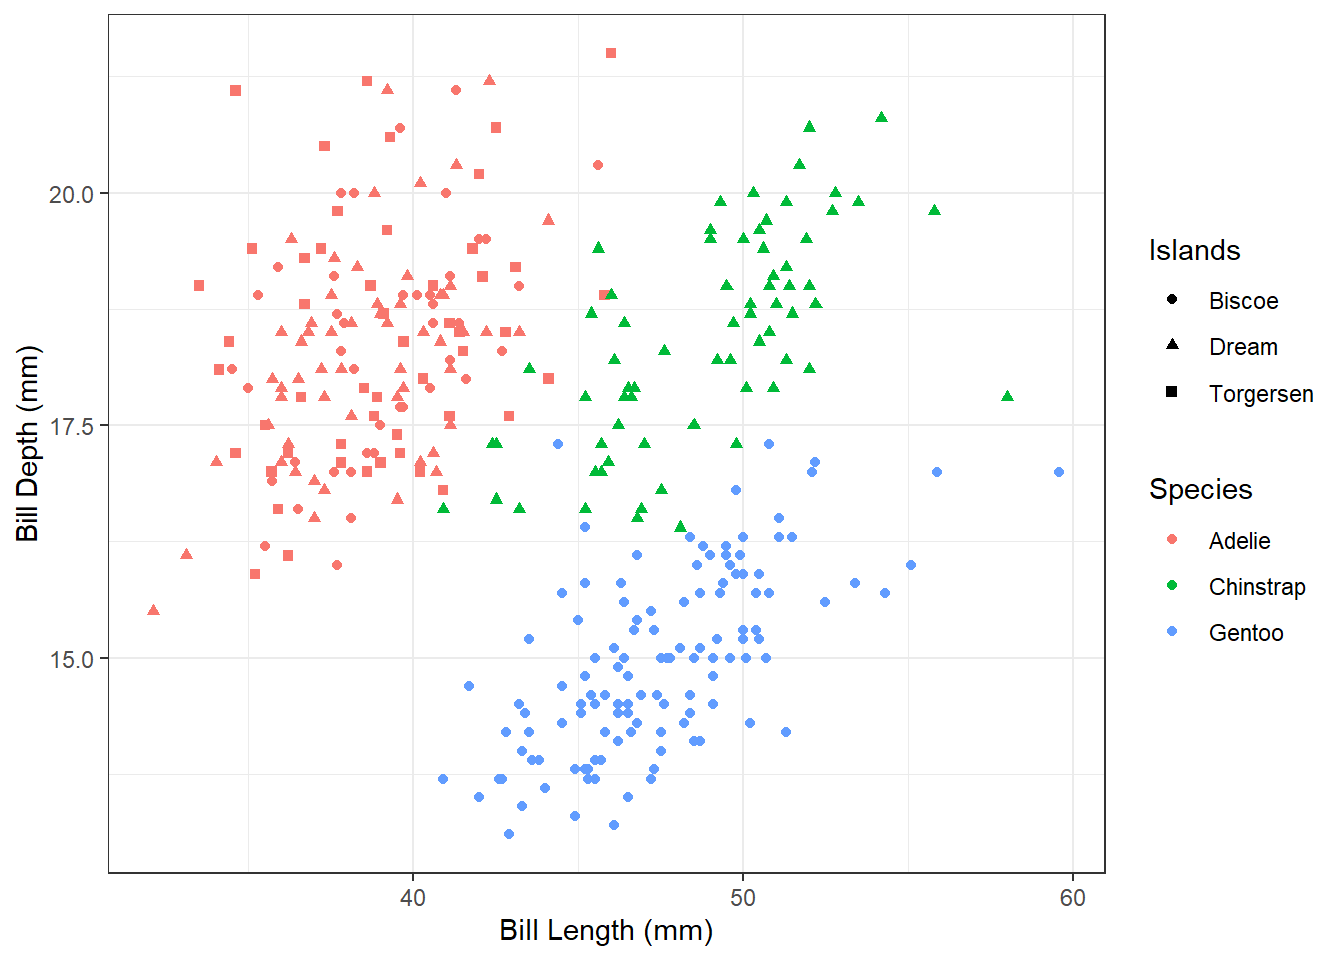 20.0
17.5
15.0
Bill Depth (mm)
40
50
60
Bill Length (mm)
Islands
Biscoe
Dream
Torgersen
Species
Adelie
Chinstrap
Gentoo